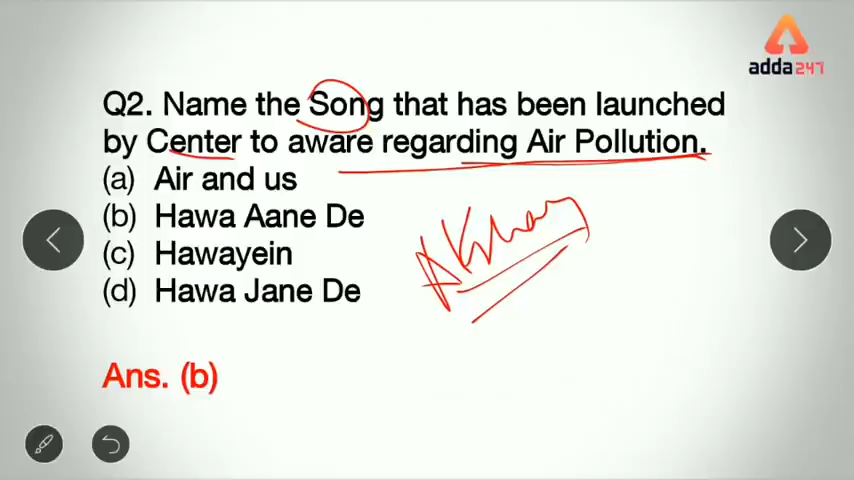 adda247
Q2. Name the Song that has been launched
by Center to aware regarding Air Pollution.
(a) Air and us
(b) Hawa Aane De
(c) Hawayein
(d) Hawa Jane De
Akshay
Ans. (b)